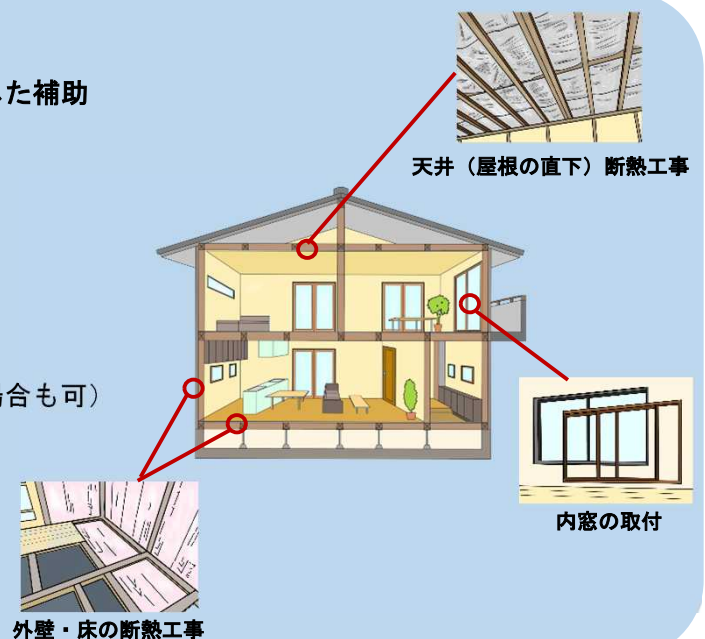 た補助
天井（屋根の直下）断熱工事
場合も可）
内窓の取付
外壁・床の断熱工事